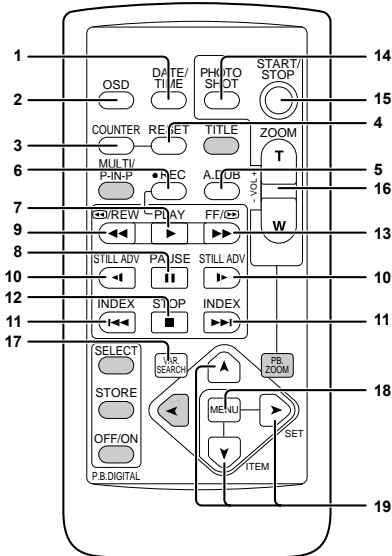 1
14
START/
STOP
DATE/
TIME
PHOTO
SHOT
OSD
2
15
4
COUNTER
RESET
TITLE
ZOOM
3
T
MULTI/
P-IN-P
6
●REC
A.DUB
5
– VOL +
16
7
W
◀◀/REW
PLAY
FF/▶▶
9
13
8
STILL ADV
PAUSE
STILL ADV
10
10
12
INDEX
STOP
INDEX
11
11
17
SELECT
VAR.
SEARCH
P.B.
ZOOM
STORE
MENU
18
SET
OFF/ON
ITEM
P.B.DIGITAL
19